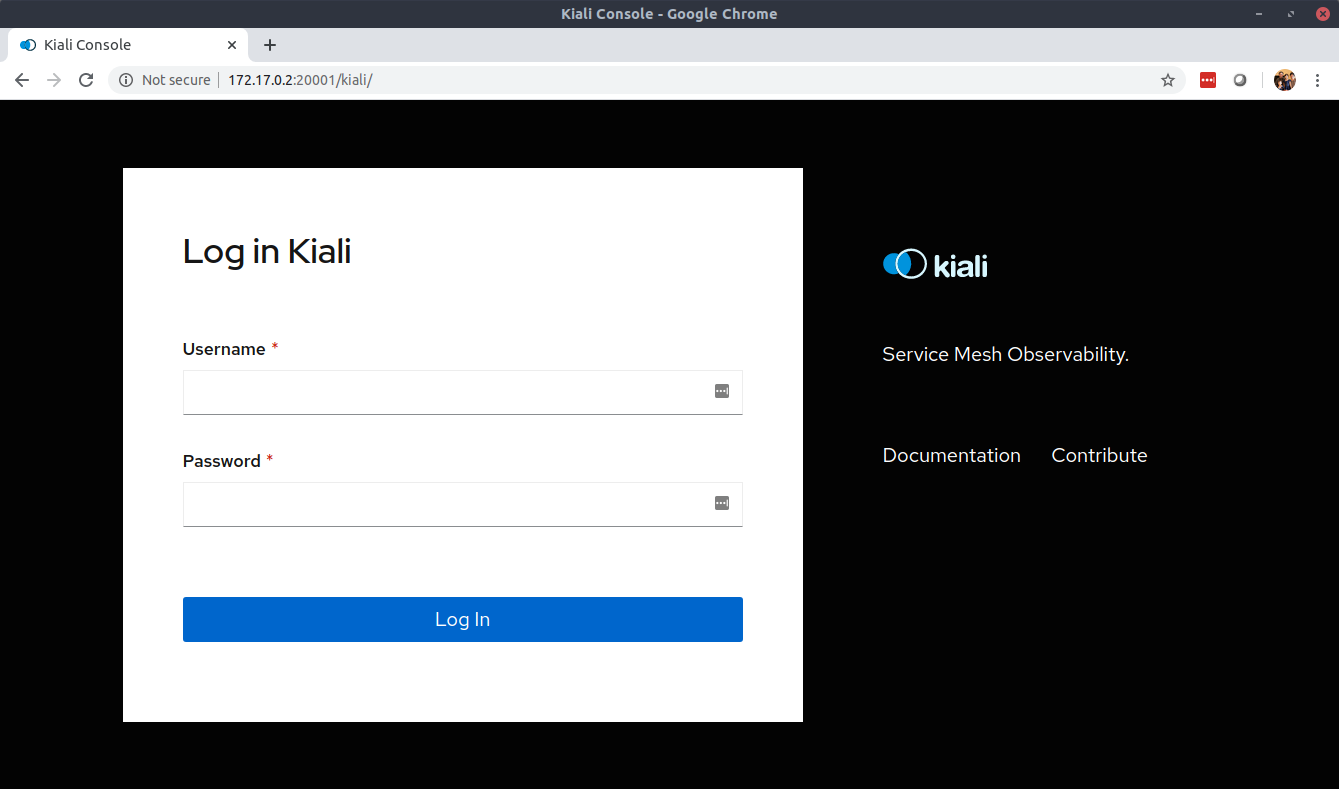 Kiali Console - Google Chrome
Kiali Console
Not secure 172.17.0.2:20001/kiali/
Log in Kiali
Username *
Password *
Log In
kiali
Service Mesh Observability.
Documentation Contribute